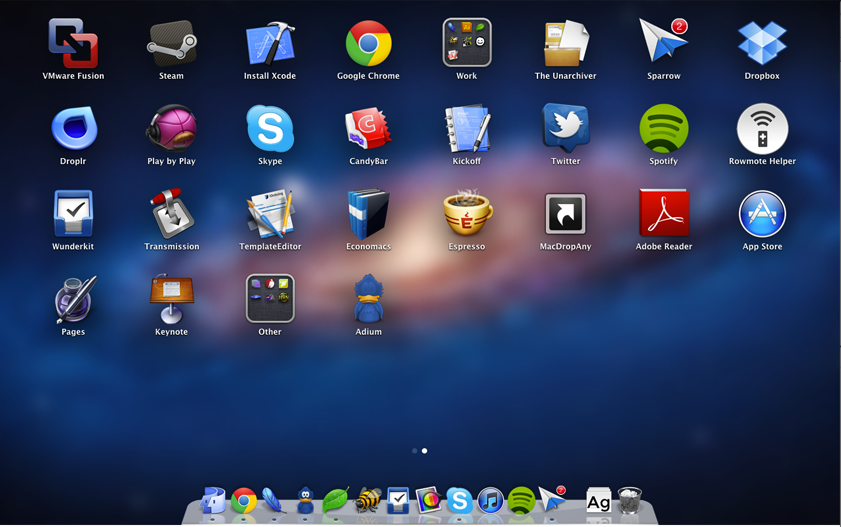 VMware Fusion
Steam
Install Xcode
Google Chrome
Work
The Unarchiver
2
Sparrow
Dropbox
Droplr
Play by Play
S
Skype
C
CandyBar
Kickoff
Twitter
Spotify
Rowmote Helper
Wunderkit
Transmission
TemplateEditor
Economacs
E
Espresso
MacDropAny
Adobe Reader
App Store
Pages
Keynote
Other
Adium
S
Ag